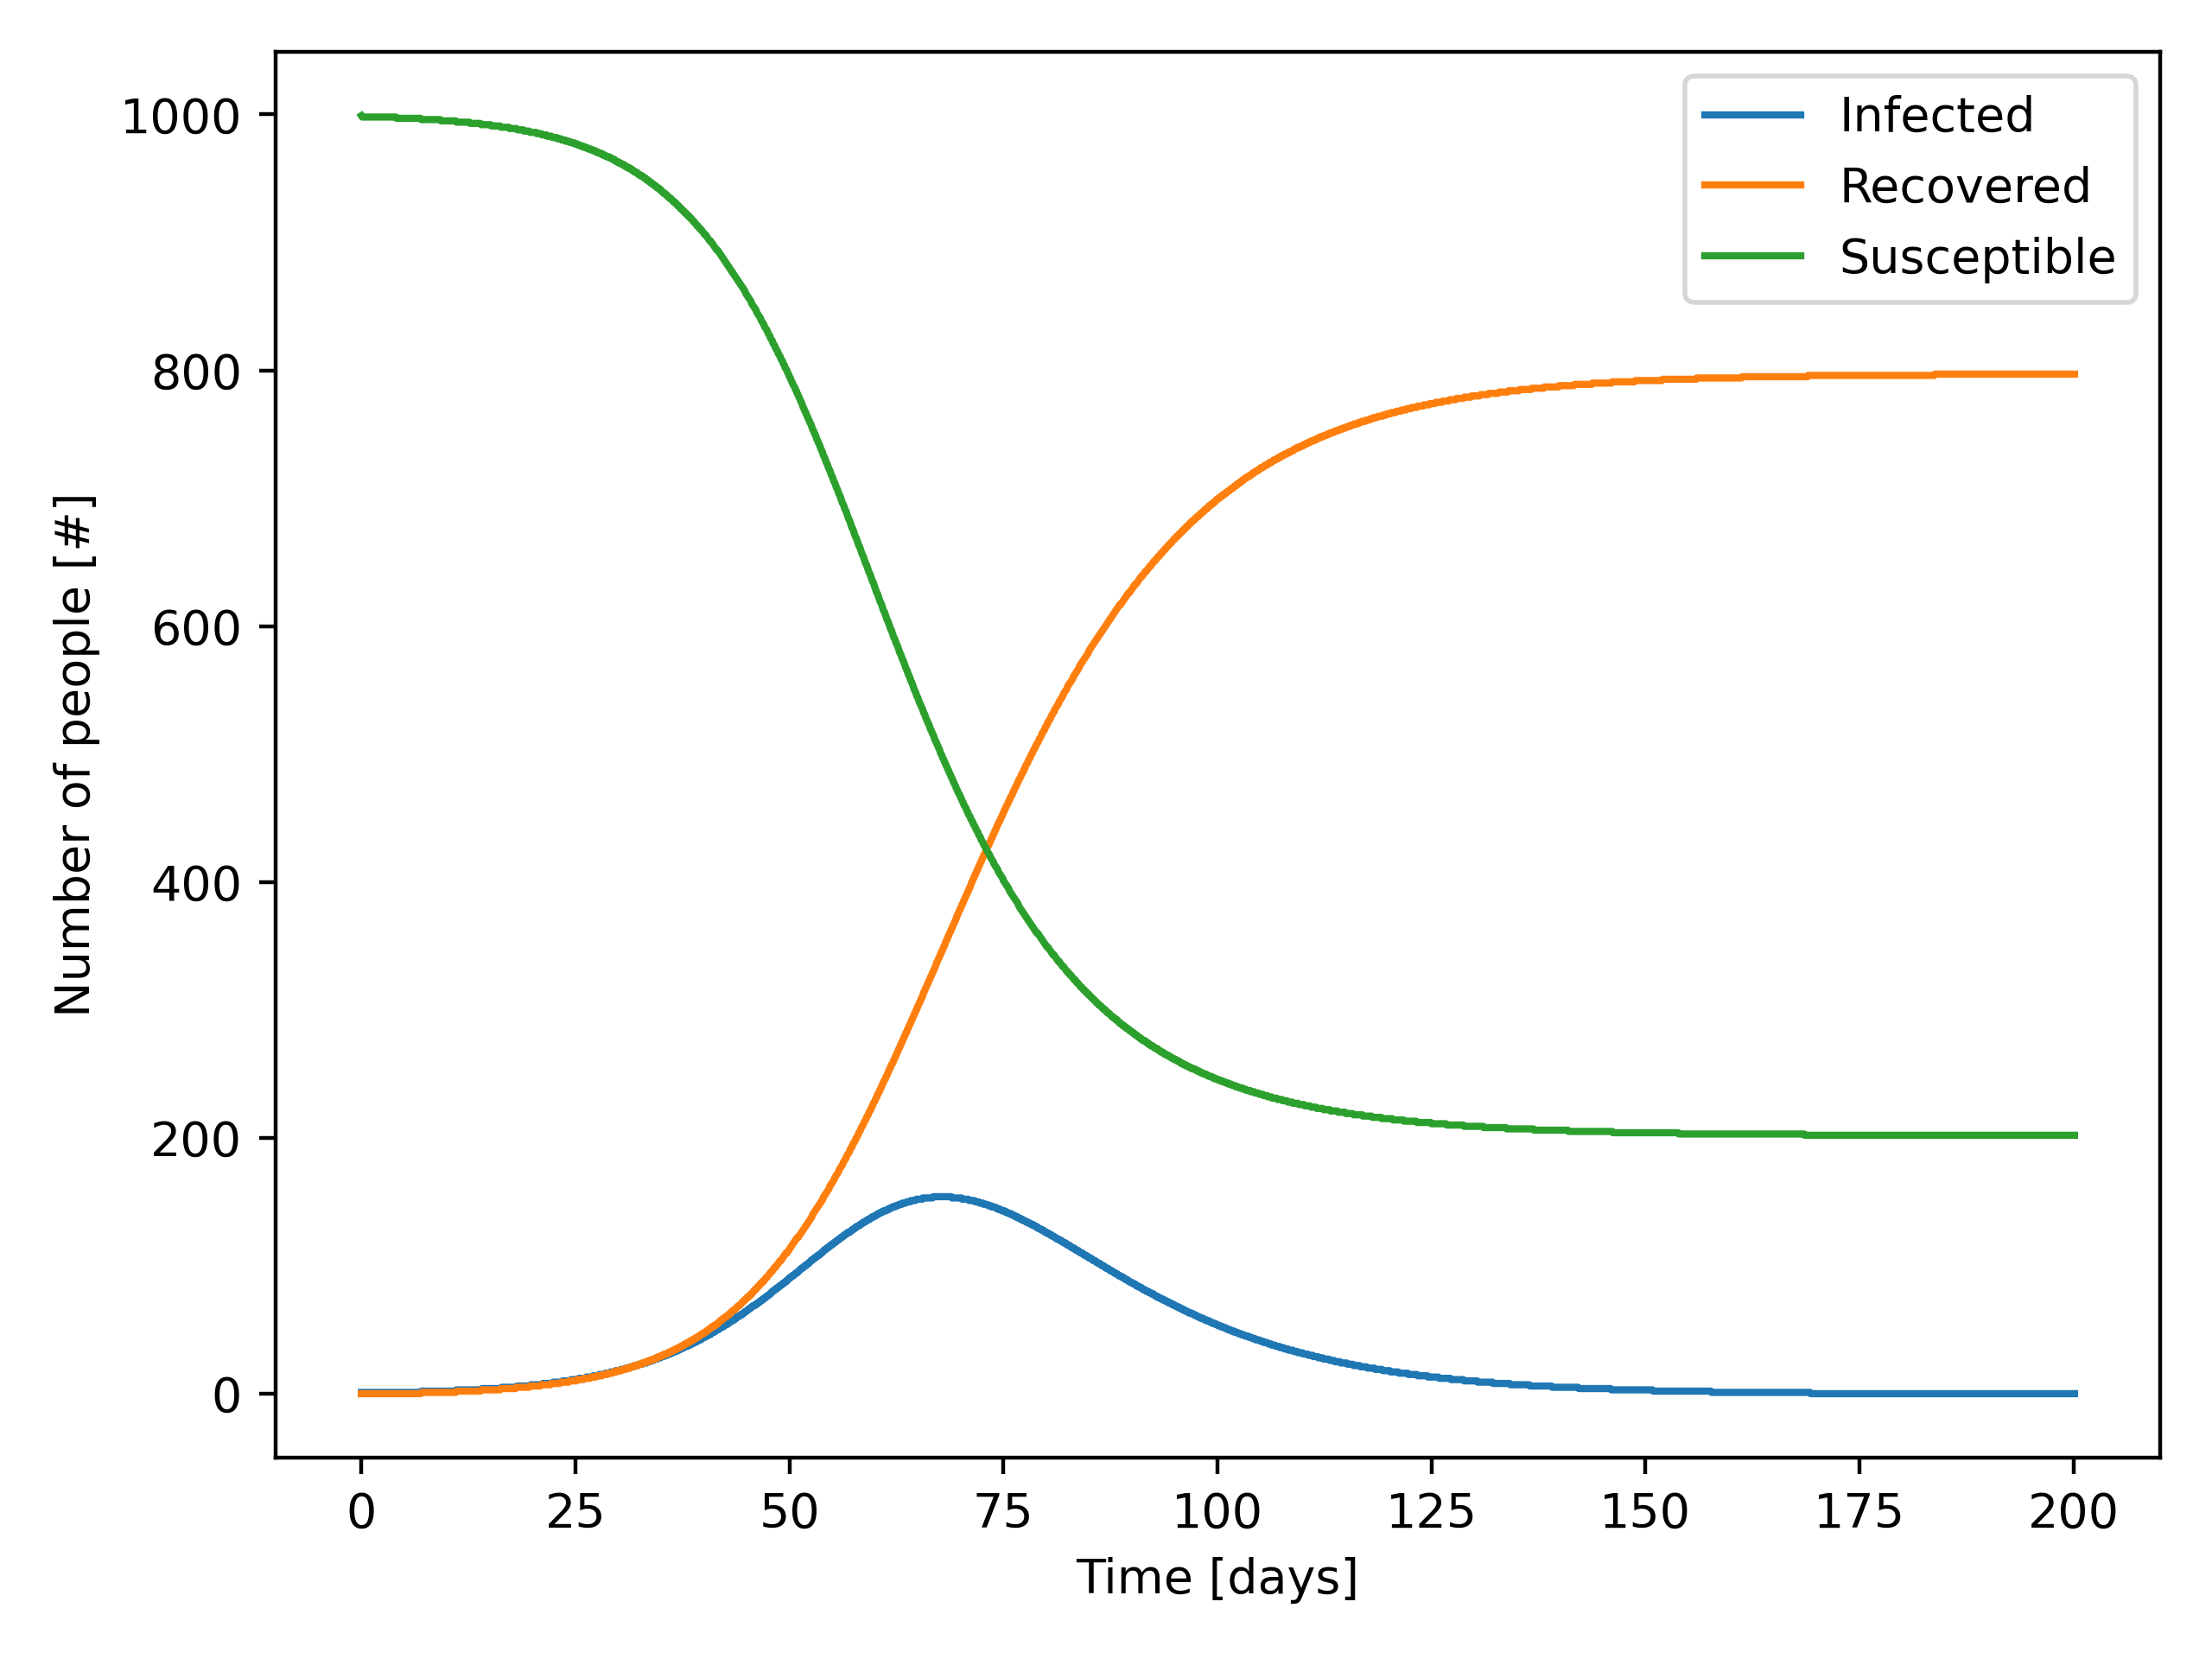 Infected
Recovered
Susceptible
1000
800
600
400
200
0
Number of people [#]
0 25 50 75 100 125 150 175 200
Time [days]